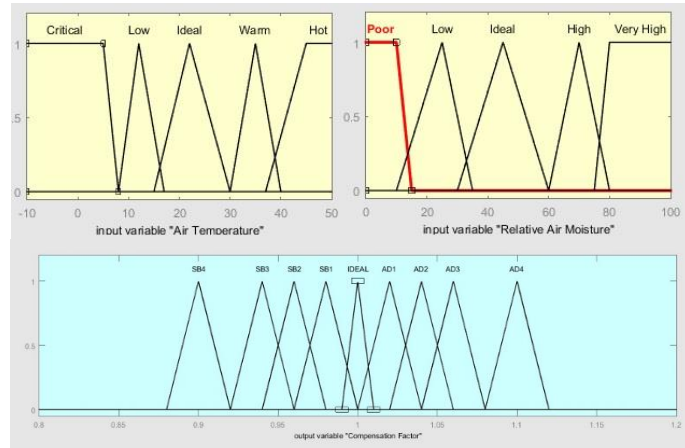 Critical Low Ideal Warm Hot
1
.5
0
-10 0 10 20 30 40 50
input variable "Air Temperature"
Poor Low Ideal High Very High
1
0.5
0
0 20 40 60 80 100
input variable "Relative Air Moisture"
SB4 SB3 SB2 SB1 IDEAL AD1 AD2 AD3 AD4
1
0.5
0
0.8 0.85 0.9 0.95 1 1.05 1.1 1.15 1.2
output variable "Compensation Factor"